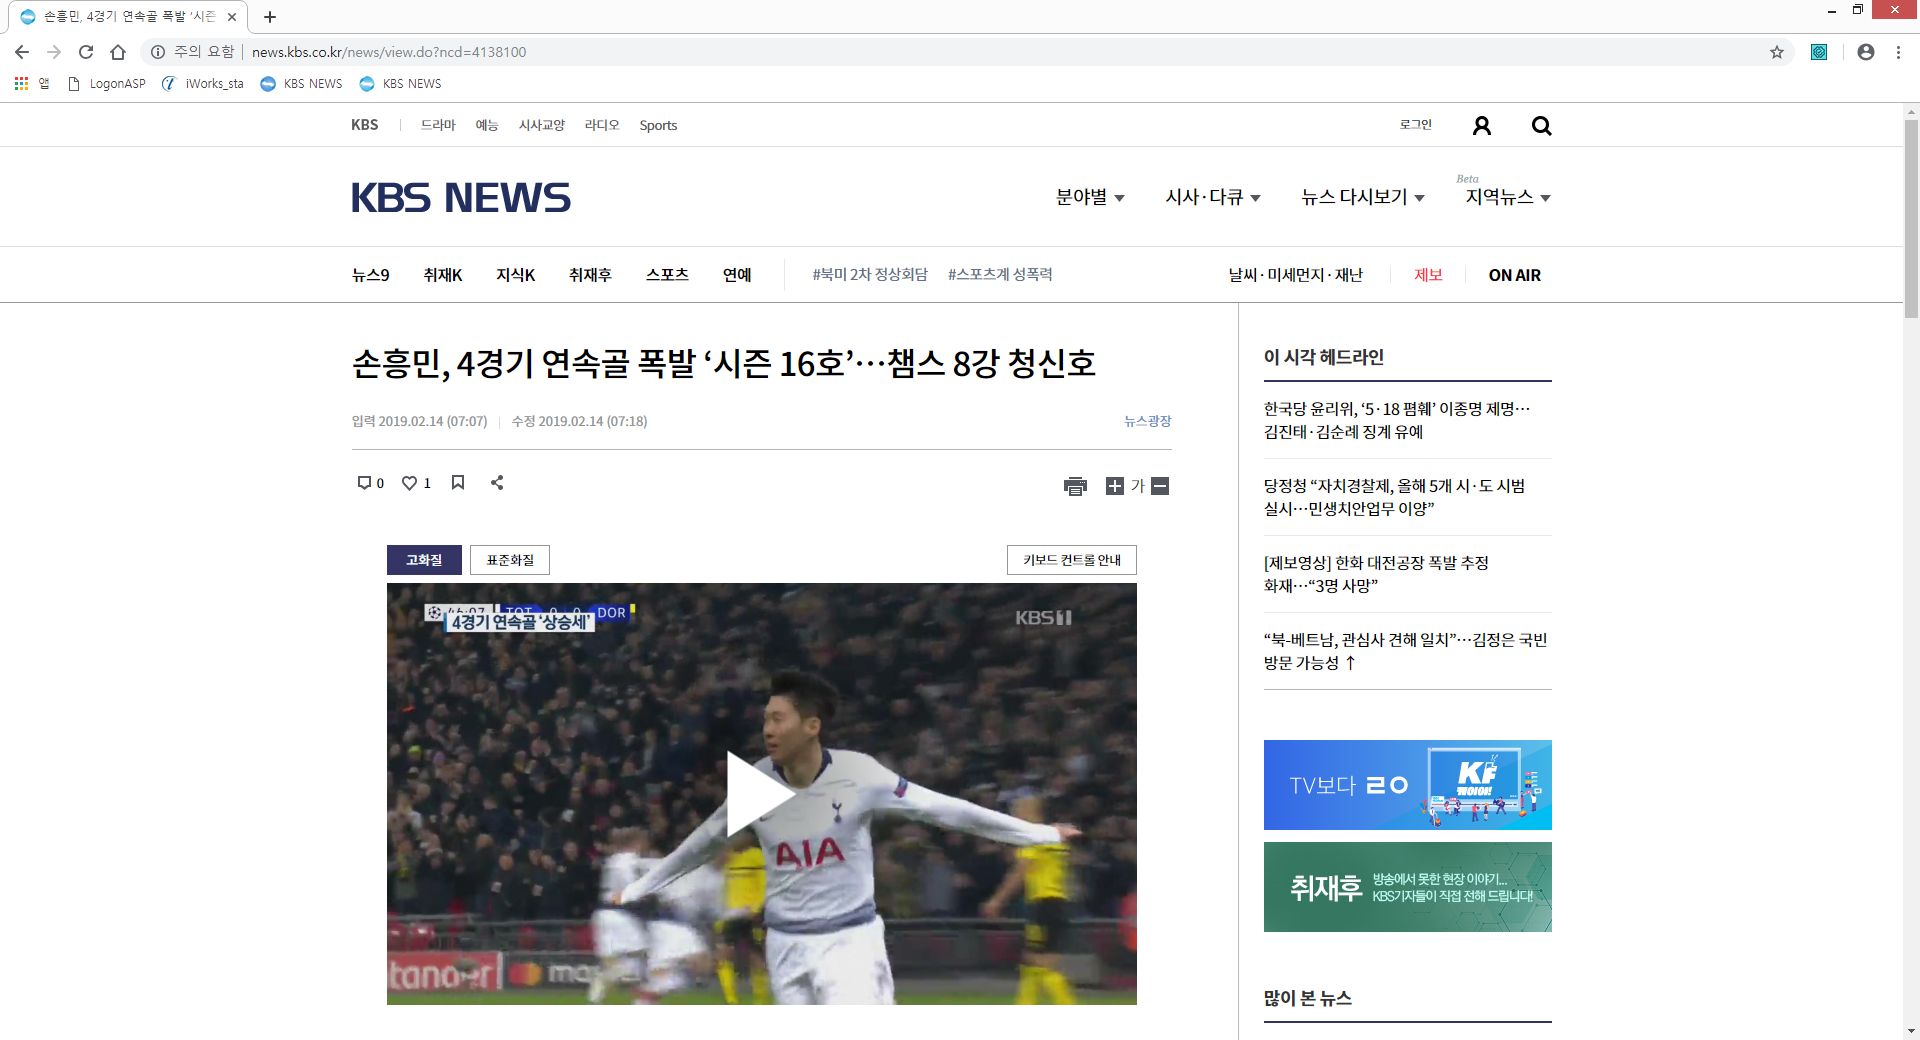 손흥민, 4경기 연속골 폭발 ‘시즌
주의 요함 news.kbs.co.kr/news/view.do?ncd=4138100
앱 LogonASP iWorks_sta KBS NEWS KBS NEWS
KBS 드라마 예능 시사교양 라디오 Sports 로그인
KBS NEWS
분야별 시사·다큐 뉴스 다시보기 Beta 지역뉴스
뉴스9 취재K 지식K 취재후 스포츠 연예 #북미 2차 정상회담 #스포츠계 성폭력 날씨·미세먼지·재난 제보 ON AIR
손흥민, 4경기 연속골 폭발 ‘시즌 16호’…챔스 8강 청신호
입력 2019.02.14 (07:07) 수정 2019.02.14 (07:18) 뉴스광장
0 1 가
고화질 표준화질 키보드 컨트롤 안내
46:07 TOT 0 0 DOR
4경기 연속골 ‘상승세’
KBS1
AIA
이 시각 헤드라인
한국당 윤리위, ‘5·18 폄훼’ 이종명 제명…
김진태·김순례 징계 유예
당정청 “자치경찰제, 올해 5개 시·도 시범
실시…민생치안업무 이양”
[제보영상] 한화 대전공장 폭발 추정
화재…“3명 사망”
“북-베트남, 관심사 견해 일치”…김정은 국빈
방문 가능성 ↑
TV보다 ㄹㅇ
K 케이야!
취재후
방송에서 못한 현장 이야기...
KBS기자들이 직접 전해 드립니다!
많이 본 뉴스